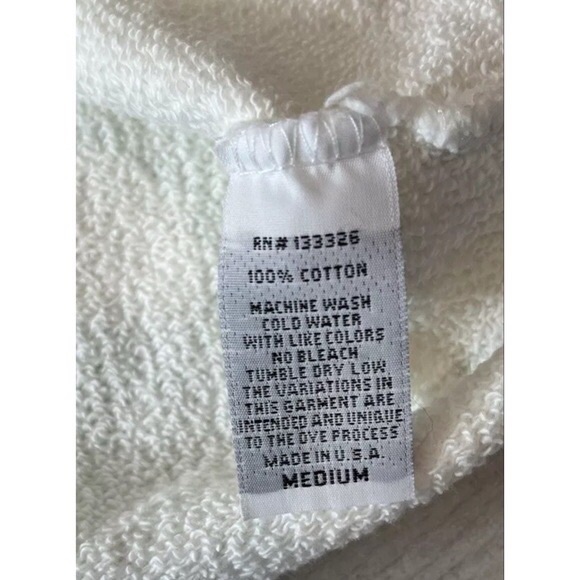 RN# 133326
100% COTTON
MACHINE WASH
COLD WATER
WITH LIKE COLORS
NO BLEACH
TUMBLE DRY LOW
THE VARIATIONS IN
THIS GARMENT ARE
INTENDED AND UNIQUE
TO THE DYE PROCESS
MADE IN U.S.A.
MEDIUM